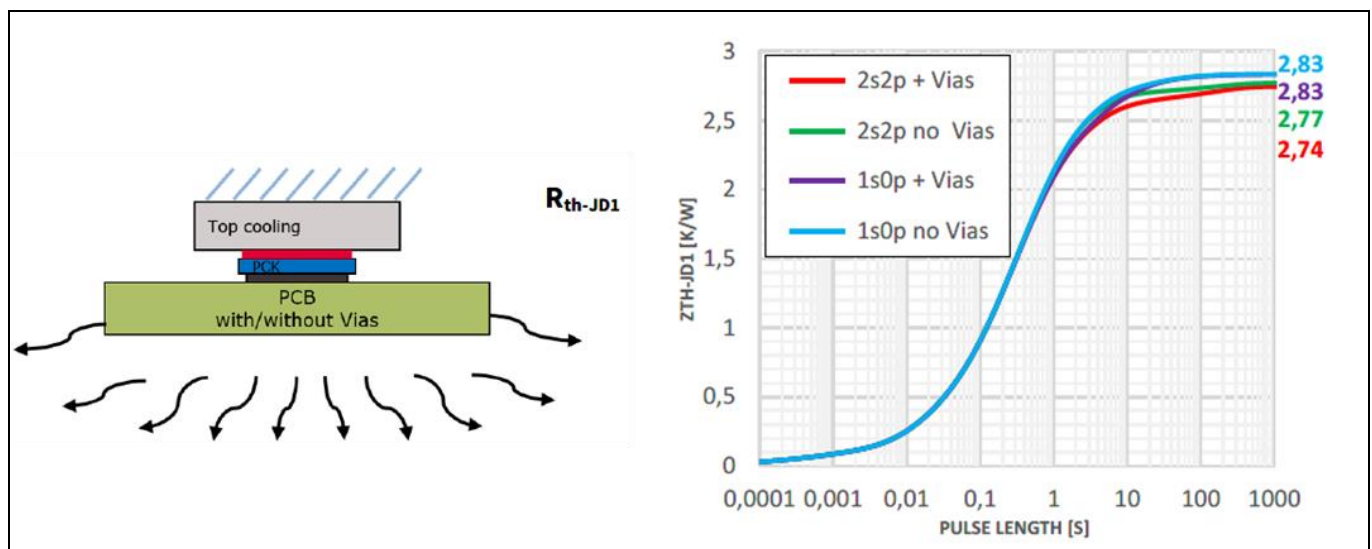 R_th-JD1
Top cooling
PCK
PCB
with/without Vias
ZTH-JD1 [K/W]
3
2,5
2
1,5
1
0,5
0
2s2p + Vias
2s2p no Vias
1s0p + Vias
1s0p no Vias
2,83
2,83
2,77
2,74
0,0001 0,001 0,01 0,1 1 10 100 1000
PULSE LENGTH [S]